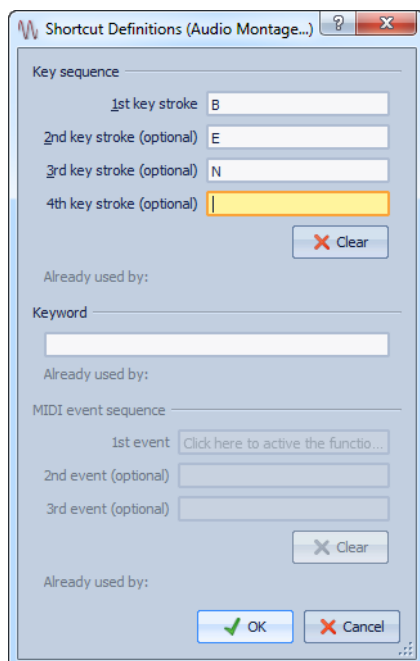 Shortcut Definitions (Audio Montage...)
Key sequence
1st key stroke B
2nd key stroke (optional) E
3rd key stroke (optional) N
4th key stroke (optional)
Clear
Already used by:
Keyword
Already used by:
MIDI event sequence
1st event Click here to active the functio...
2nd event (optional)
3rd event (optional)
Clear
Already used by:
OK Cancel